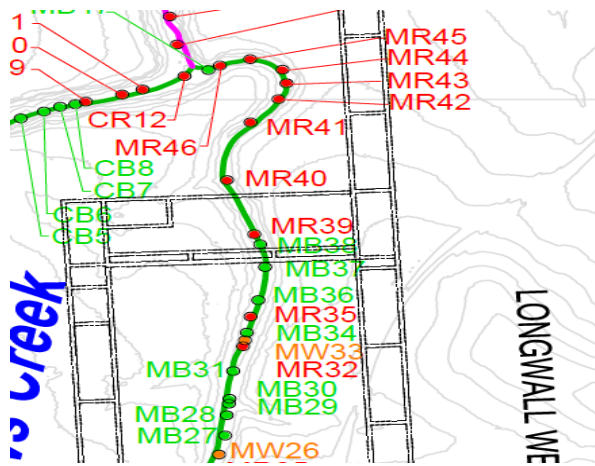 1
0
9
MR45
MR44
MR43
MR42
CR12
MR41
MR46
CB8
MR40
CB7
CB6
MR39
CB5
MB38
MB37
MB36
MR35
MB34
MW33
MB31
MR32
MB30
MB29
MB28
MB27
MW26
Creek
LONGWALL WE